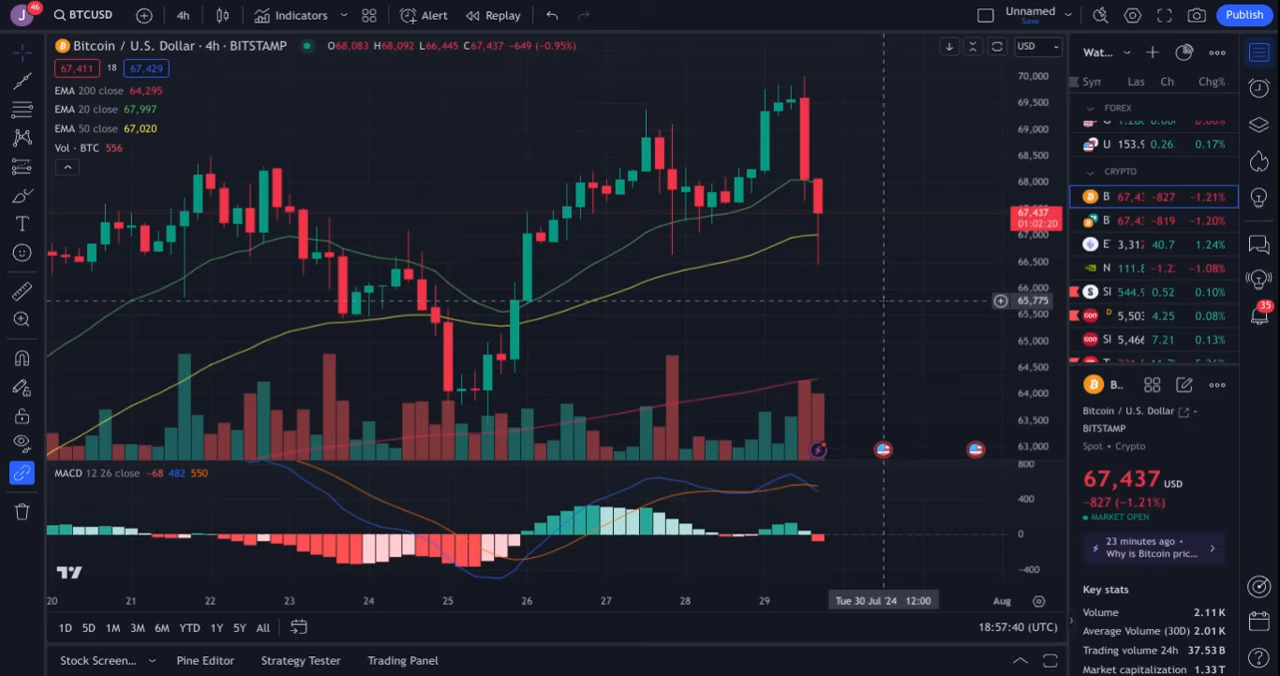 J 46 BTCUSD 4h Indicators Alert Replay Unnamed Save Publish
Bitcoin / U.S. Dollar · 4h · BITSTAMP O68,083 H68,092 L66,445 C67,437 −649 (−0.95%) USD
67,411 18 67,429
EMA 200 close 64,295
EMA 20 close 67,997
EMA 50 close 67,020
Vol · BTC 556
70,000
69,500
69,000
68,500
68,000
67,437
01:02:20
67,000
66,500
66,000
65,775
65,500
65,000
64,500
64,000
63,500
63,000
MACD 12 26 close −68 482 550
800
400
0
−400
20 21 22 23 24 25 26 27 28 29 Tue 30 Jul '24 12:00 Aug
1D 5D 1M 3M 6M YTD 1Y 5Y All 18:57:40 (UTC)
Stock Screen... Pine Editor Strategy Tester Trading Panel
Wat...
Syn Las Ch Chg%
FOREX
U 153.9 0.26 0.17%
CRYPTO
B 67,43 −827 −1.21%
B 67,43 −819 −1.20%
E 3,312 40.7 1.24%
N 111.8 −1.2 −1.08%
SI 544.9 0.52 0.10%
D 5,503 4.25 0.08%
SI 5,466 7.21 0.13%
35
B..
Bitcoin / U.S. Dollar
BITSTAMP
Spot • Crypto
67,437 USD
−827 (−1.21%)
MARKET OPEN
23 minutes ago •
Why is Bitcoin pric...
Key stats
Volume 2.11K
Average Volume (30D) 2.01K
Trading volume 24h 37.53B
Market capitalization 1.33T